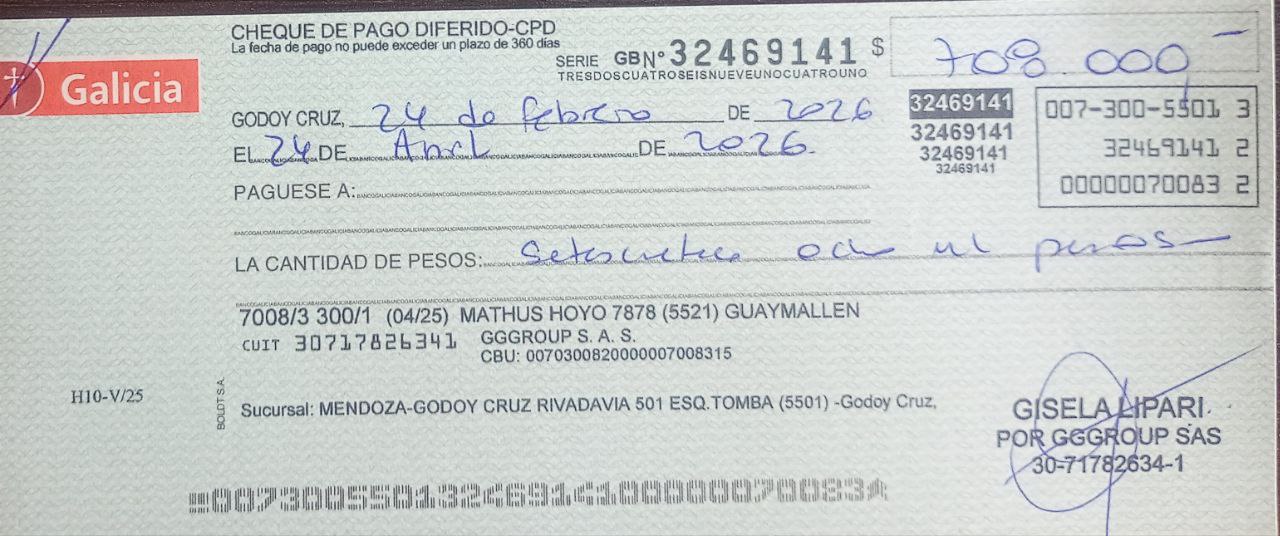 CHEQUE DE PAGO DIFERIDO-CPD
La fecha de pago no puede exceder un plazo de 360 días
SERIE GB Nº 32469141 $ 708.000,-
TRESDOSCUATROSEISNUEVEUNOCUATROUNO
Galicia
GODOY CRUZ, 24 de febrero DE 2026
32469141
007-300-5501 3
EL 24 DE Abril DE 2026.
32469141
32469141 2
32469141
32469141
PAGUESE A:
00000070083 2
LA CANTIDAD DE PESOS: Setecientos ocho mil pesos
7008/3 300/1 (04/25) MATHUS HOYO 7878 (5521) GUAYMALLEN
CUIT 30717826341 GGGROUP S. A. S.
CBU: 0070300820000007008315
H10-V/25
BOLDT S.A.
Sucursal: MENDOZA-GODOY CRUZ RIVADAVIA 501 ESQ.TOMBA (5501) -Godoy Cruz,
GISELA LIPARI
POR GGGROUP SAS
30-71782634-1